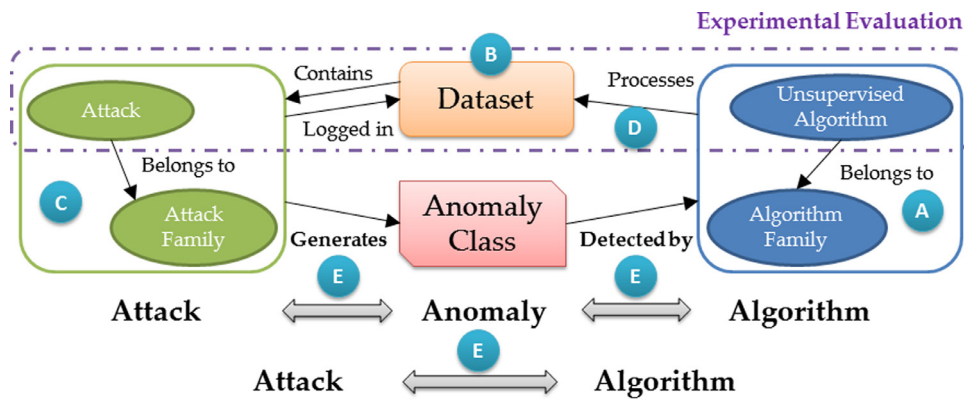 Experimental Evaluation
B
Contains
Processes
Attack
Dataset
Unsupervised
Algorithm
Logged in
D
Belongs to
Belongs to
C
Attack
Family
Anomaly
Class
Algorithm
Family
A
Generates
Detected by
E
E
Attack
Anomaly
Algorithm
E
Attack
Algorithm